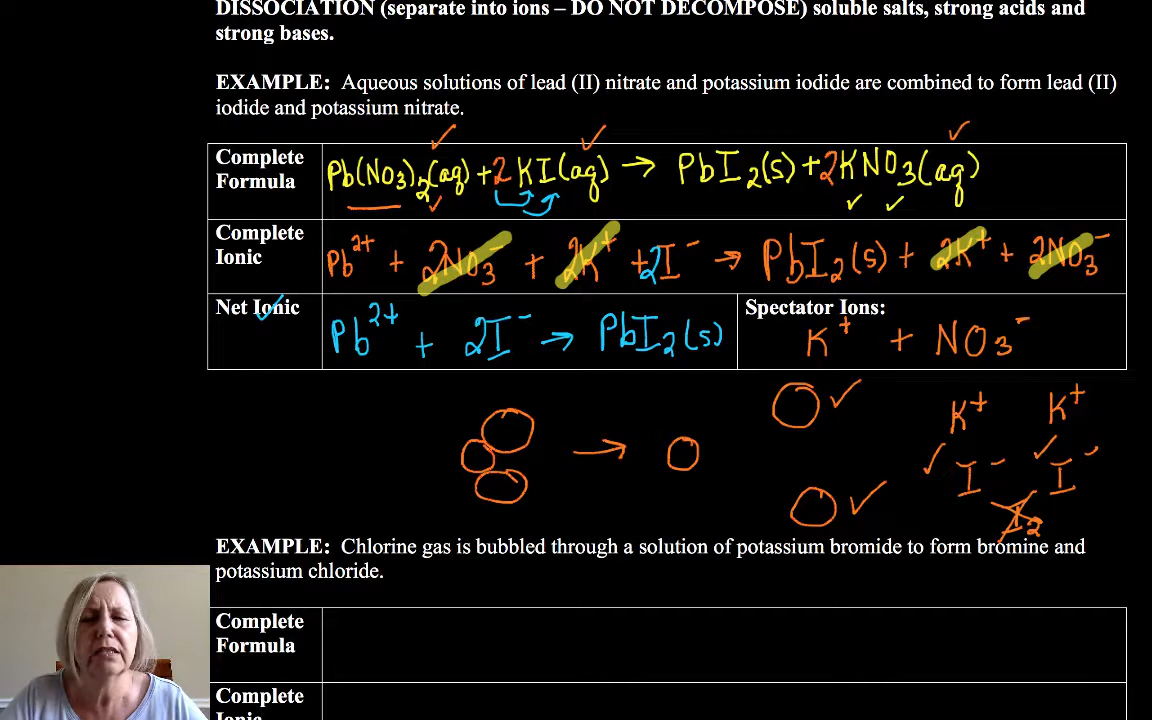 DISSOCIATION (separate into ions – DO NOT DECOMPOSE) soluble salts, strong acids and
strong bases.
EXAMPLE: Aqueous solutions of lead (II) nitrate and potassium iodide are combined to form lead (II)
iodide and potassium nitrate.
Complete
Formula
Pb(NO3)2(aq) + 2KI(aq) → PbI2(s) + 2KNO3(aq)
Complete
Ionic
Pb2+ + 2NO3- + 2K+ + 2I- → PbI2(s) + 2K+ + 2NO3-
Net Ionic
Pb2+ + 2I- → PbI2(s)
Spectator Ions:
K+ + NO3-
K+ K+
I- I-
I2
EXAMPLE: Chlorine gas is bubbled through a solution of potassium bromide to form bromine and
potassium chloride.
Complete
Formula
Complete
Ionic